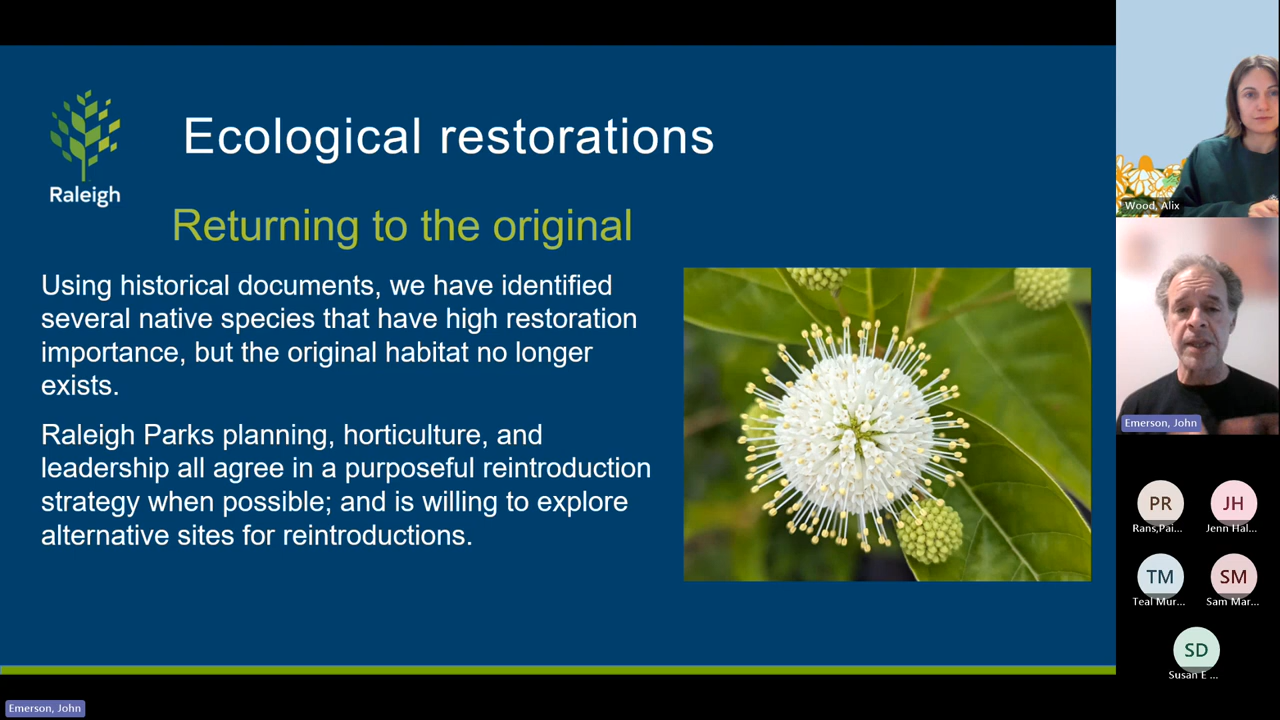 Raleigh
Ecological restorations
Returning to the original
Using historical documents, we have identified
several native species that have high restoration
importance, but the original habitat no longer
exists.
Raleigh Parks planning, horticulture, and
leadership all agree in a purposeful reintroduction
strategy when possible; and is willing to explore
alternative sites for reintroductions.
Wood, Alix
Emerson, John
PR
Rans,Pai...
JH
Jenn Hal...
TM
Teal Mur...
SM
Sam Mar...
SD
Susan E ...
Emerson, John